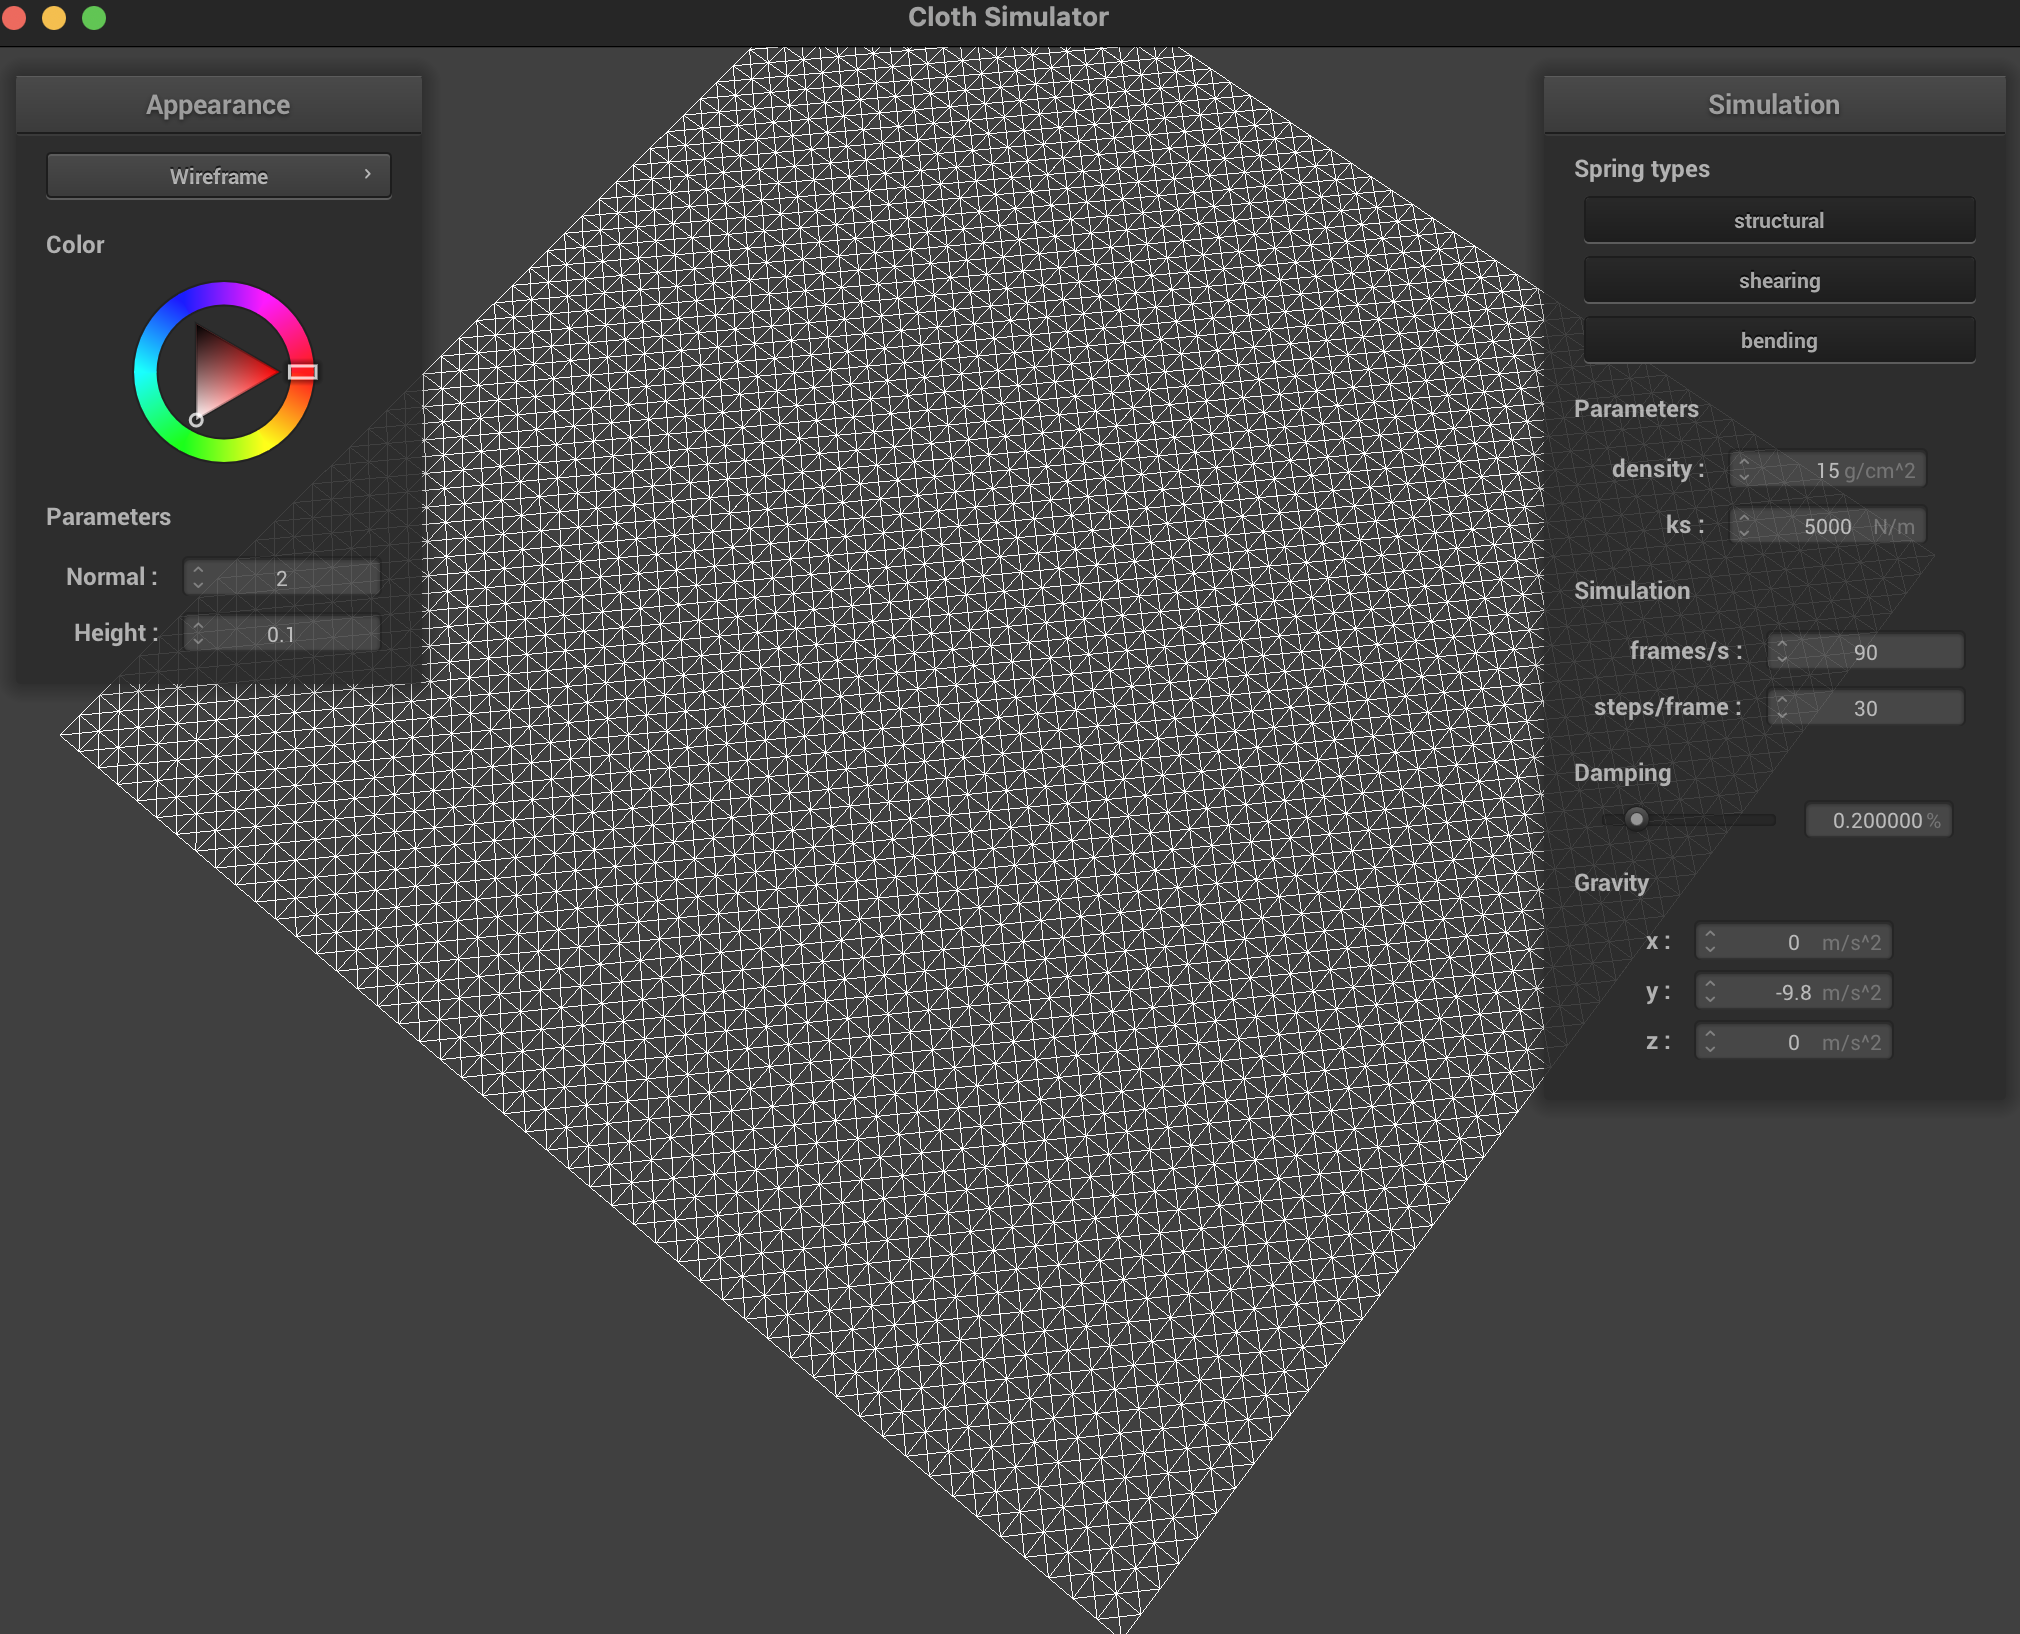 Cloth Simulator
Appearance
Wireframe
Color
Parameters
Normal : 2
Height : 0.1
Simulation
Spring types
structural
shearing
bending
Parameters
density : 15 g/cm^2
ks : 5000 N/m
Simulation
frames/s : 90
steps/frame : 30
Damping
0.200000 %
Gravity
x : 0 m/s^2
y : -9.8 m/s^2
z : 0 m/s^2